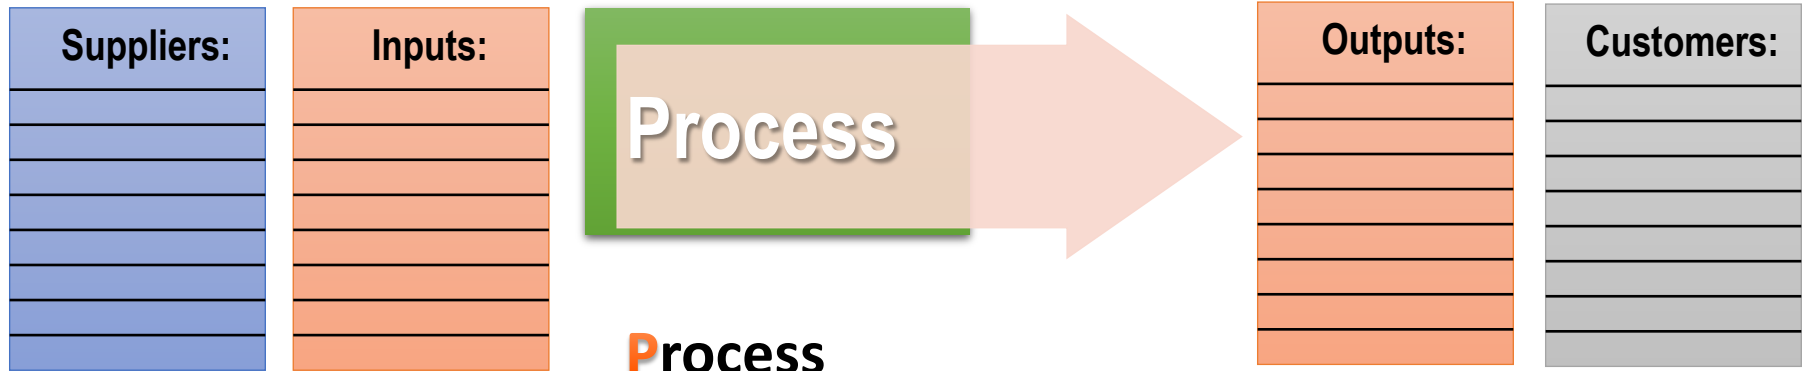 Suppliers:
Inputs:
Process
Outputs:
Customers:
Process